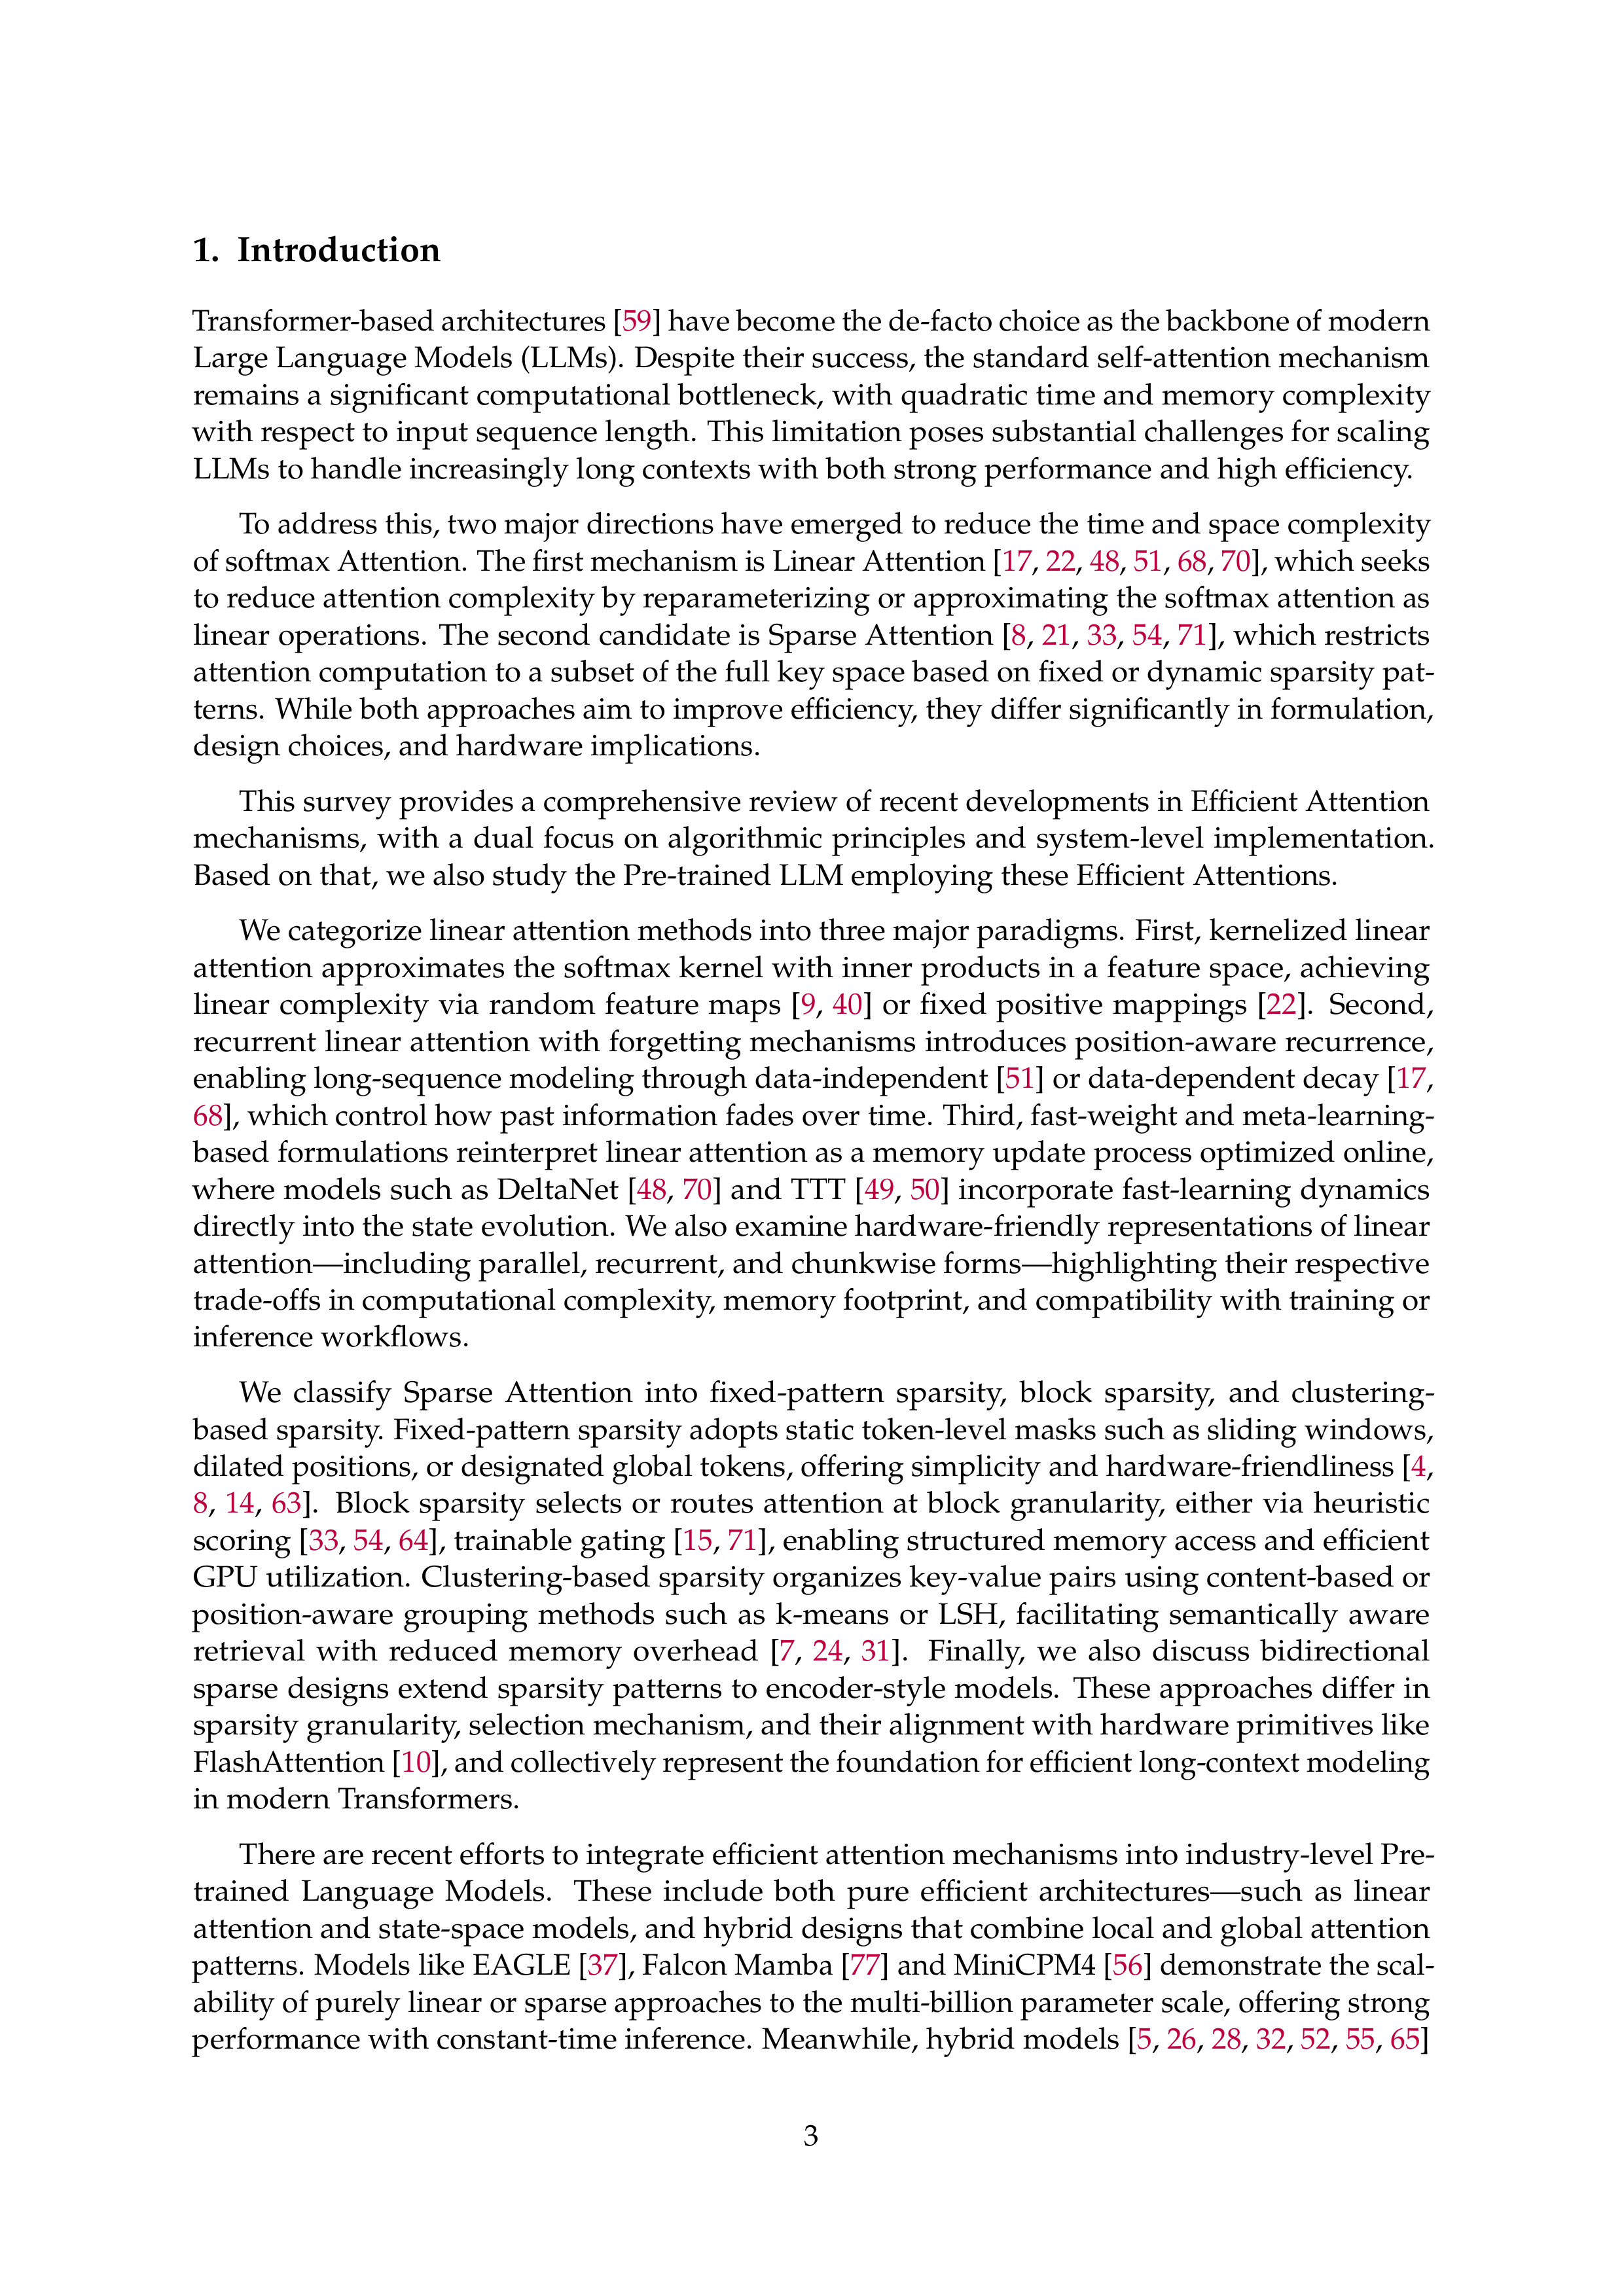 1. Introduction
Transformer-based architectures [59] have become the de-facto choice as the backbone of modern
Large Language Models (LLMs). Despite their success, the standard self-attention mechanism
remains a significant computational bottleneck, with quadratic time and memory complexity
with respect to input sequence length. This limitation poses substantial challenges for scaling
LLMs to handle increasingly long contexts with both strong performance and high efficiency.
To address this, two major directions have emerged to reduce the time and space complexity
of softmax Attention. The first mechanism is Linear Attention [17, 22, 48, 51, 68, 70], which seeks
to reduce attention complexity by reparameterizing or approximating the softmax attention as
linear operations. The second candidate is Sparse Attention [8, 21, 33, 54, 71], which restricts
attention computation to a subset of the full key space based on fixed or dynamic sparsity pat-
terns. While both approaches aim to improve efficiency, they differ significantly in formulation,
design choices, and hardware implications.
This survey provides a comprehensive review of recent developments in Efficient Attention
mechanisms, with a dual focus on algorithmic principles and system-level implementation.
Based on that, we also study the Pre-trained LLM employing these Efficient Attentions.
We categorize linear attention methods into three major paradigms. First, kernelized linear
attention approximates the softmax kernel with inner products in a feature space, achieving
linear complexity via random feature maps [9, 40] or fixed positive mappings [22]. Second,
recurrent linear attention with forgetting mechanisms introduces position-aware recurrence,
enabling long-sequence modeling through data-independent [51] or data-dependent decay [17,
68], which control how past information fades over time. Third, fast-weight and meta-learning-
based formulations reinterpret linear attention as a memory update process optimized online,
where models such as DeltaNet [48, 70] and TTT [49, 50] incorporate fast-learning dynamics
directly into the state evolution. We also examine hardware-friendly representations of linear
attention—including parallel, recurrent, and chunkwise forms—highlighting their respective
trade-offs in computational complexity, memory footprint, and compatibility with training or
inference workflows.
We classify Sparse Attention into fixed-pattern sparsity, block sparsity, and clustering-
based sparsity. Fixed-pattern sparsity adopts static token-level masks such as sliding windows,
dilated positions, or designated global tokens, offering simplicity and hardware-friendliness [4,
8, 14, 63]. Block sparsity selects or routes attention at block granularity, either via heuristic
scoring [33, 54, 64], trainable gating [15, 71], enabling structured memory access and efficient
GPU utilization. Clustering-based sparsity organizes key-value pairs using content-based or
position-aware grouping methods such as k-means or LSH, facilitating semantically aware
retrieval with reduced memory overhead [7, 24, 31]. Finally, we also discuss bidirectional
sparse designs extend sparsity patterns to encoder-style models. These approaches differ in
sparsity granularity, selection mechanism, and their alignment with hardware primitives like
FlashAttention [10], and collectively represent the foundation for efficient long-context modeling
in modern Transformers.
There are recent efforts to integrate efficient attention mechanisms into industry-level Pre-
trained Language Models. These include both pure efficient architectures—such as linear
attention and state-space models, and hybrid designs that combine local and global attention
patterns. Models like EAGLE [37], Falcon Mamba [77] and MiniCPM4 [56] demonstrate the scal-
ability of purely linear or sparse approaches to the multi-billion parameter scale, offering strong
performance with constant-time inference. Meanwhile, hybrid models [5, 26, 28, 32, 52, 55, 65]
3